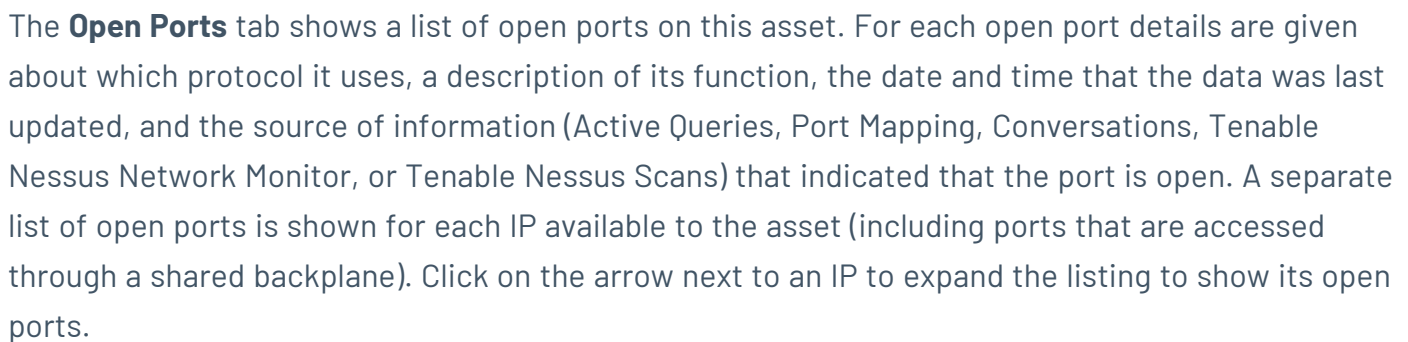 The Open Ports tab shows a list of open ports on this asset. For each open port details are given
about which protocol it uses, a description of its function, the date and time that the data was last
updated, and the source of information (Active Queries, Port Mapping, Conversations, Tenable
Nessus Network Monitor, or Tenable Nessus Scans) that indicated that the port is open. A separate
list of open ports is shown for each IP available to the asset (including ports that are accessed
through a shared backplane). Click on the arrow next to an IP to expand the listing to show its open
ports.